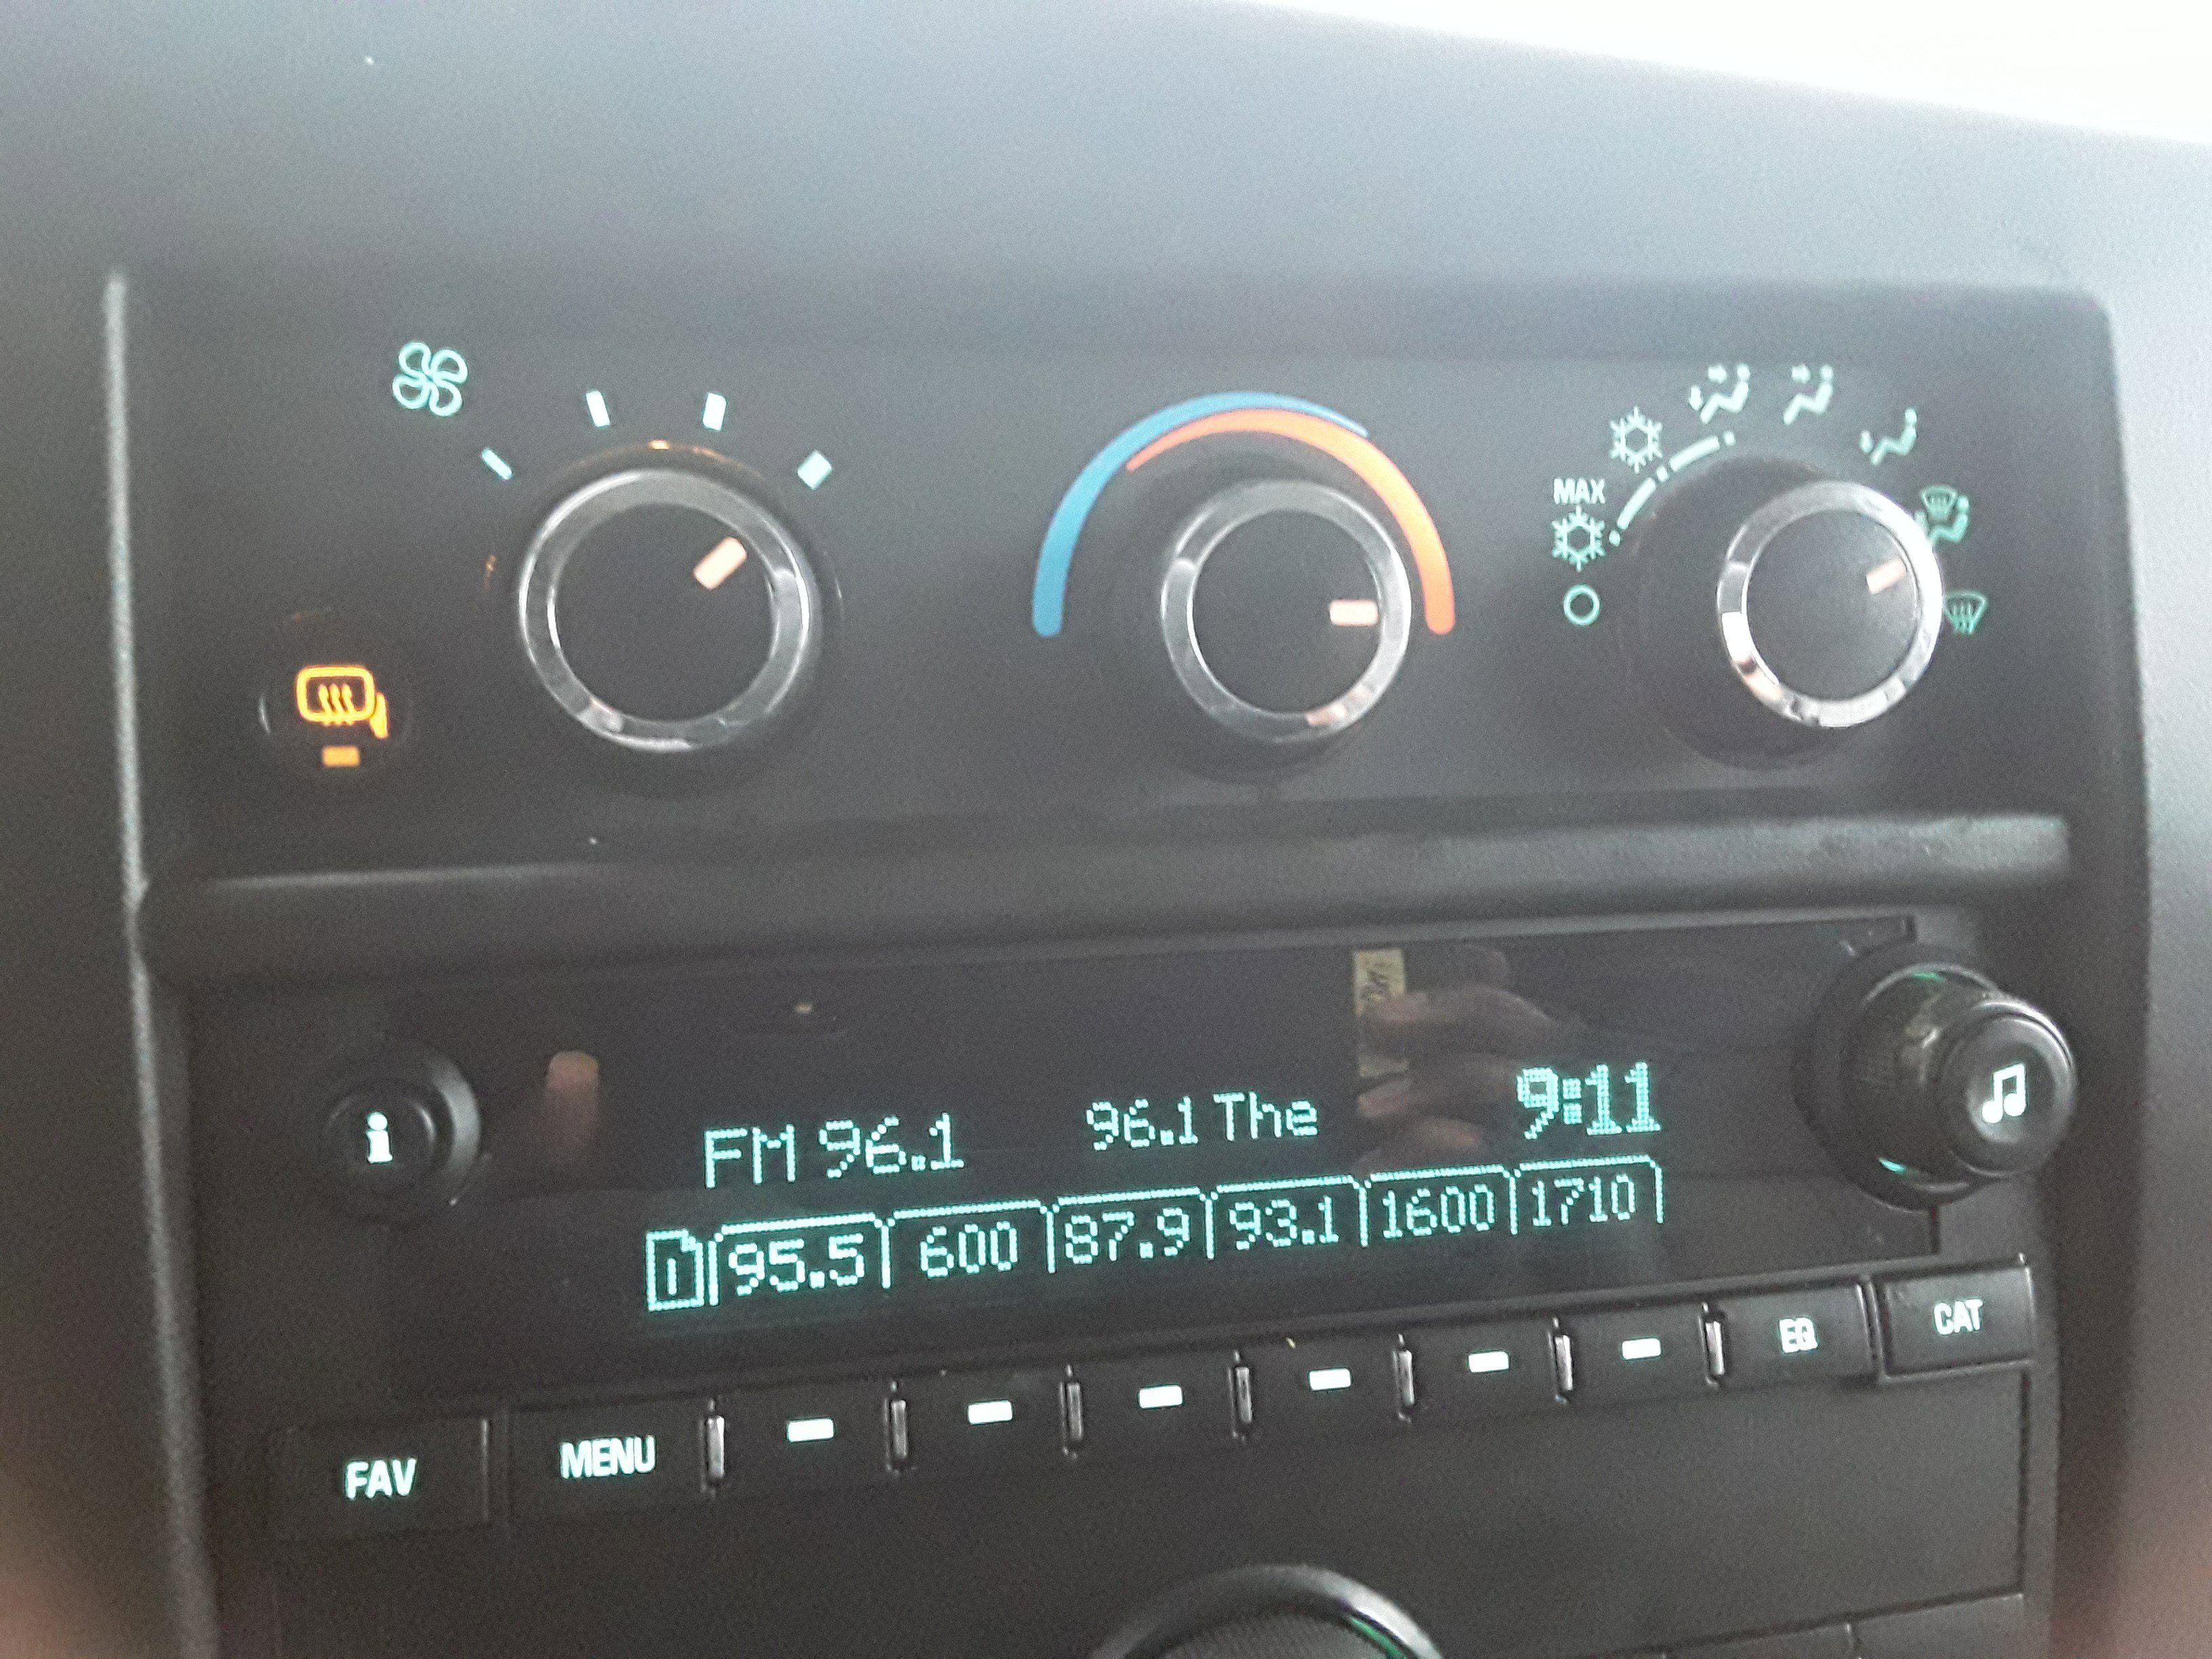 MAX
FM 96.1 96.1 The 9:11
1 95.5 600 87.9 93.1 1600 1710
i
FAV MENU EQ CAT